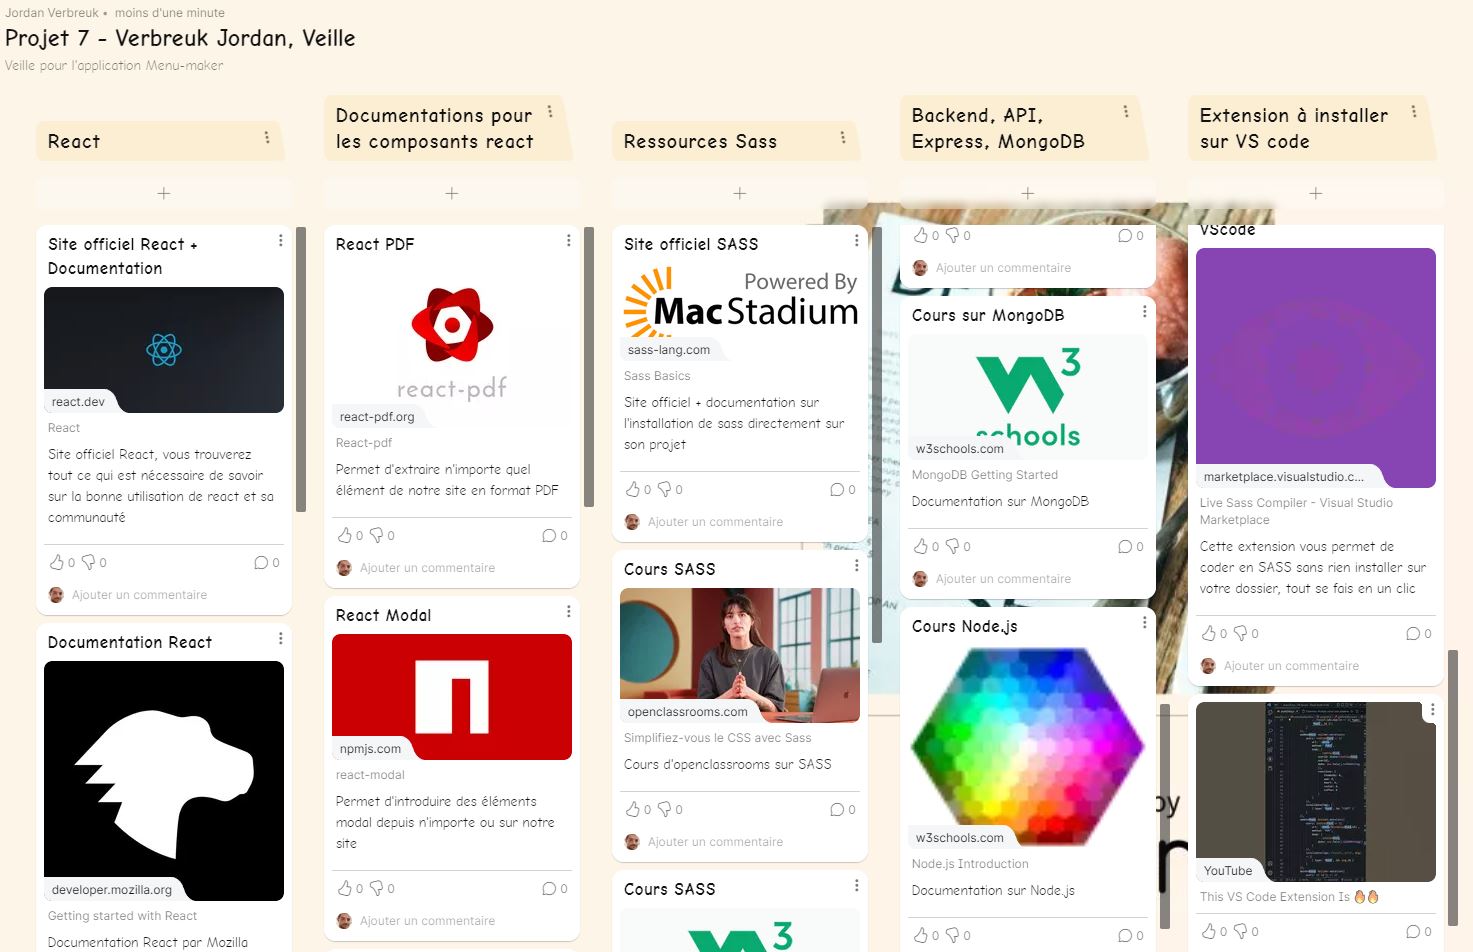 Jordan Verbreuk • moins d'une minute
Projet 7 - Verbreuk Jordan, Veille
Veille pour l'application Menu-maker
React
Site officiel React +
Documentation
react.dev
React
Site officiel React, vous trouverez
tout ce qui est nécessaire de savoir
sur la bonne utilisation de react et sa
communauté
0 0 0
Ajouter un commentaire
Documentation React
developer.mozilla.org
Getting started with React
Documentation React par Mozilla
Documentations pour
les composants react
React PDF
react-pdf
react-pdf.org
React-pdf
Permet d'extraire n'importe quel
élément de notre site en format PDF
0 0 0
Ajouter un commentaire
React Modal
npmjs.com
react-modal
Permet d'introduire des éléments
modal depuis n'importe ou sur notre
site
0 0 0
Ajouter un commentaire
Ressources Sass
Site officiel SASS
Powered By
MacStadium
sass-lang.com
Sass Basics
Site officiel + documentation sur
l'installation de sass directement sur
son projet
0 0 0
Ajouter un commentaire
Cours SASS
openclassrooms.com
Simplifiez-vous le CSS avec Sass
Cours d'openclassrooms sur SASS
0 0 0
Ajouter un commentaire
Cours SASS
W3
Backend, API,
Express, MongoDB
0 0 0
Ajouter un commentaire
Cours sur MongoDB
W3
schools
w3schools.com
MongoDB Getting Started
Documentation sur MongoDB
0 0 0
Ajouter un commentaire
Cours Node.js
w3schools.com
Node.js Introduction
Documentation sur Node.js
0 0 0
Extension à installer
sur VS code
VScode
marketplace.visualstudio.c...
Live Sass Compiler - Visual Studio
Marketplace
Cette extension vous permet de
coder en SASS sans rien installer sur
votre dossier, tout se fais en un clic
0 0 0
Ajouter un commentaire
YouTube
This VS Code Extension Is 🔥🔥
0 0 0